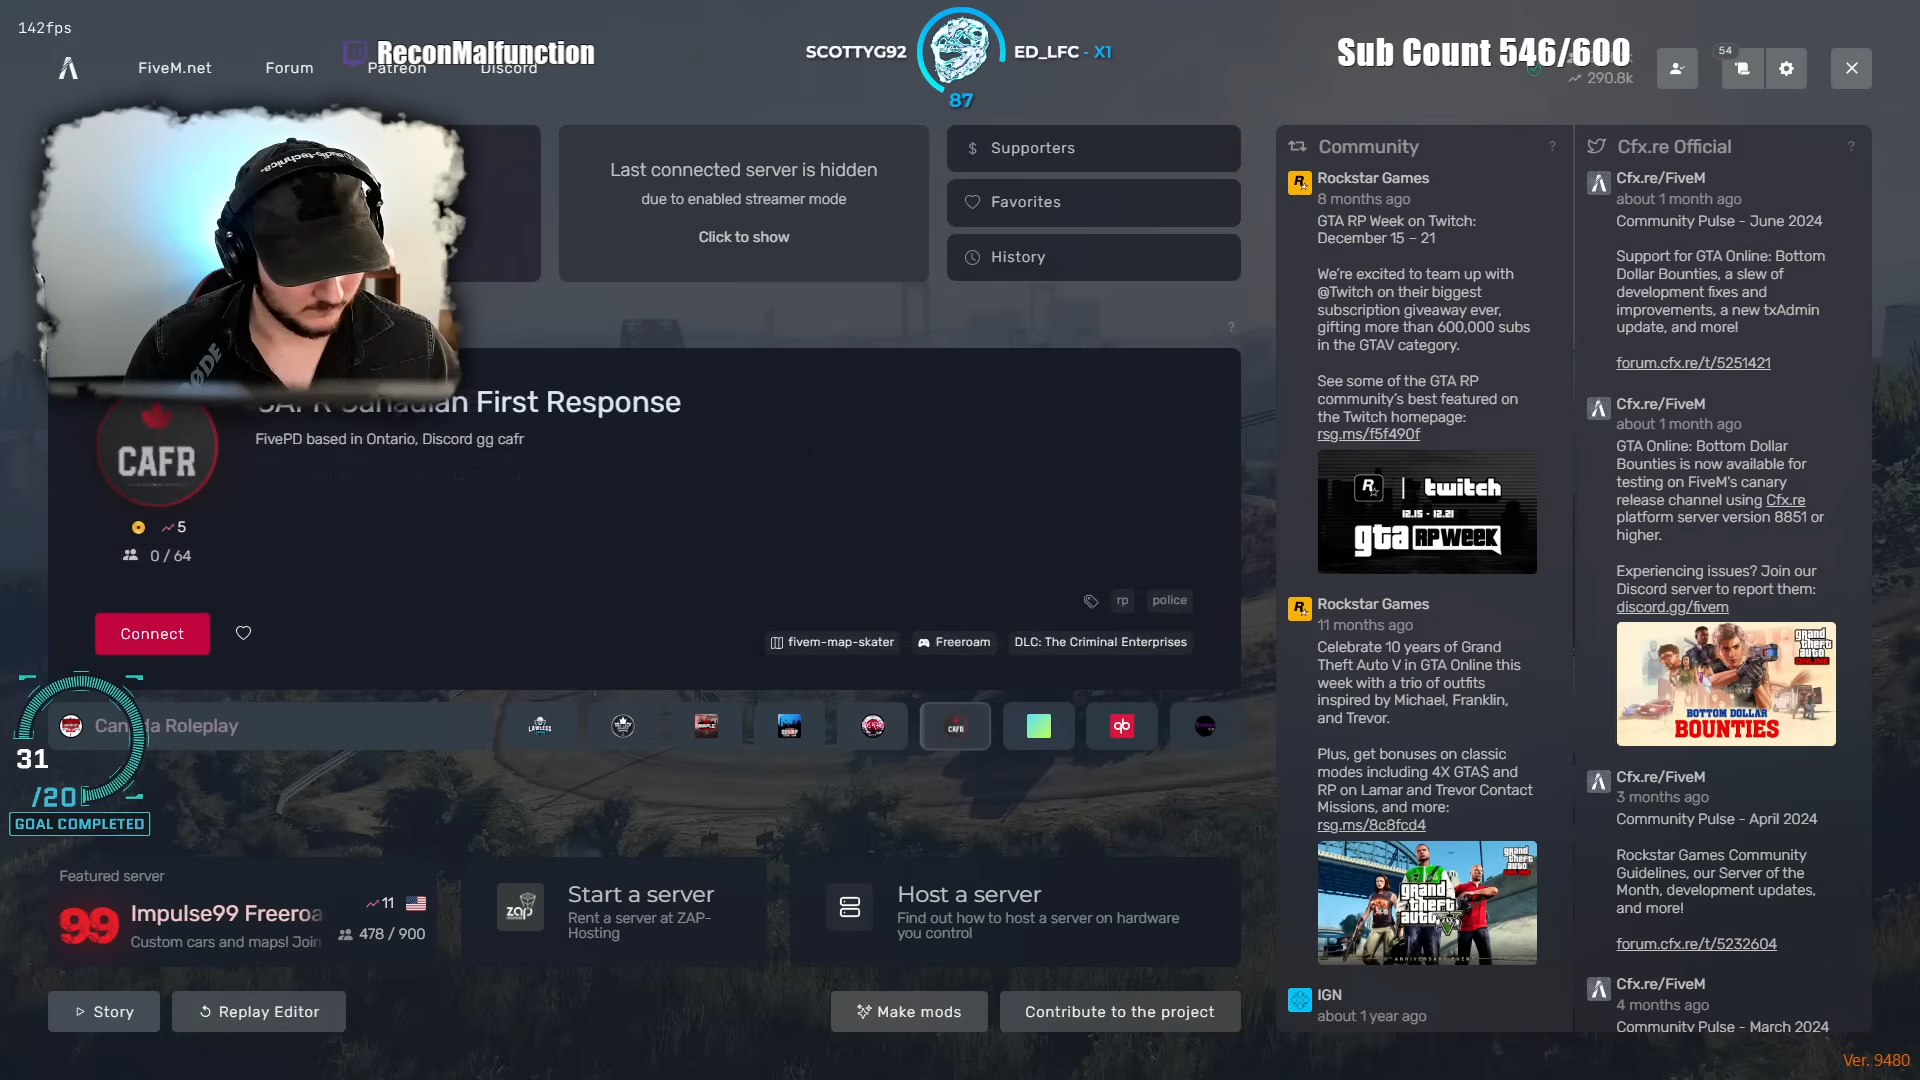 142fps
FiveM.net
Forum
Patreon
Discord
ReconMalfunction
SCOTTYG92
ED_LFC - X1
87
Sub Count 546/600
290.8k
54
audio-technica
Last connected server is hidden
due to enabled streamer mode
Click to show
Supporters
Favorites
History
?
CAFR Canadian First Response
FivePD based in Ontario, Discord gg cafr
CAFR
5
0 / 64
rp
police
Connect
fivem-map-skater
Freeroam
DLC: The Criminal Enterprises
Canada Roleplay
CAFR
qb
31
/20
GOAL COMPLETED
Featured server
99
Impulse99 Freeroa
Custom cars and maps! Join
11
478 / 900
zap
Start a server
Rent a server at ZAP-
Hosting
Host a server
Find out how to host a server on hardware
you control
Story
Replay Editor
Make mods
Contribute to the project
Community
?
Rockstar Games
8 months ago
GTA RP Week on Twitch:
December 15 – 21
We're excited to team up with
@Twitch on their biggest
subscription giveaway ever,
gifting more than 600,000 subs
in the GTAV category.
See some of the GTA RP
community's best featured on
the Twitch homepage:
rsg.ms/f5f490f
R
twitch
12.15 - 12.21
gta RP WEEK
Rockstar Games
11 months ago
Celebrate 10 years of Grand
Theft Auto V in GTA Online this
week with a trio of outfits
inspired by Michael, Franklin,
and Trevor.
Plus, get bonuses on classic
modes including 4X GTA$ and
RP on Lamar and Trevor Contact
Missions, and more:
rsg.ms/8c8fcd4
grand
theft
auto
V
IGN
about 1 year ago
Cfx.re Official
?
Cfx.re/FiveM
about 1 month ago
Community Pulse - June 2024
Support for GTA Online: Bottom
Dollar Bounties, a slew of
development fixes and
improvements, a new txAdmin
update, and more!
forum.cfx.re/t/5251421
Cfx.re/FiveM
about 1 month ago
GTA Online: Bottom Dollar
Bounties is now available for
testing on FiveM's canary
release channel using Cfx.re
platform server version 8851 or
higher.
Experiencing issues? Join our
Discord server to report them:
discord.gg/fivem
grand
theft
auto
ONLINE
BOTTOM DOLLAR
BOUNTIES
Cfx.re/FiveM
3 months ago
Community Pulse - April 2024
Rockstar Games Community
Guidelines, our Server of the
Month, development updates,
and more!
forum.cfx.re/t/5232604
Cfx.re/FiveM
4 months ago
Community Pulse - March 2024
Ver. 9480